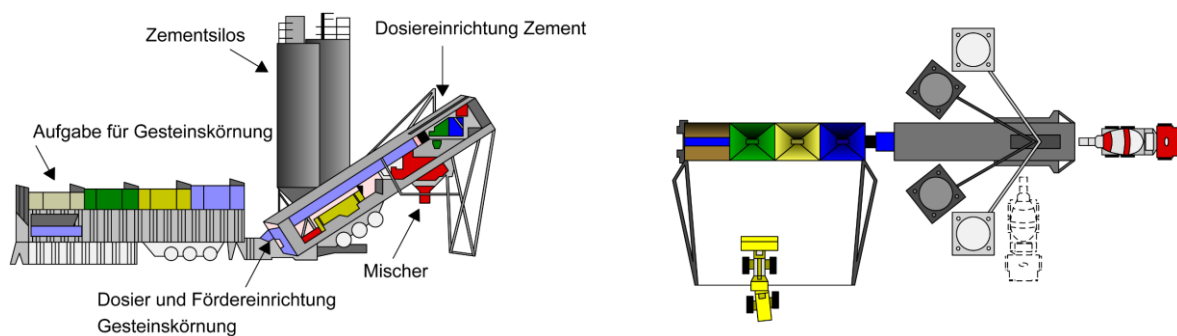 Zementsilos
Dosiereinrichtung Zement
Aufgabe für Gesteinskörnung
Mischer
Dosier und Fördereinrichtung
Gesteinskörnung